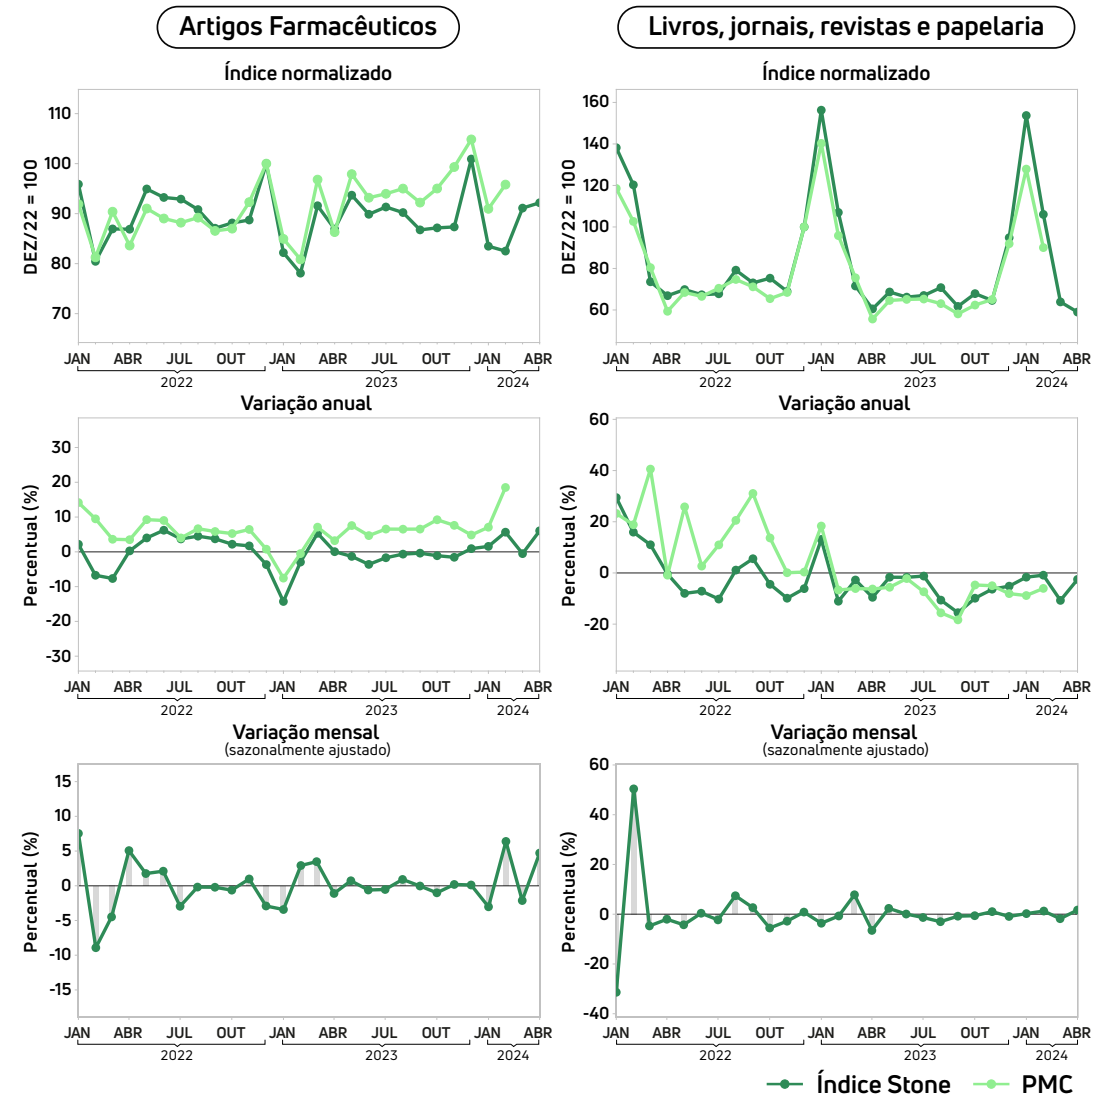 Artigos Farmacêuticos
Livros, jornais, revistas e papelaria
Índice normalizado
DEZ/22 = 100
110
100
90
80
70
JAN ABR JUL OUT JAN ABR JUL OUT JAN ABR
2022 2023 2024
Índice normalizado
DEZ/22 = 100
160
140
120
100
80
60
JAN ABR JUL OUT JAN ABR JUL OUT JAN ABR
2022 2023 2024
Variação anual
Percentual (%)
30
20
10
0
-10
-20
-30
JAN ABR JUL OUT JAN ABR JUL OUT JAN ABR
2022 2023 2024
Variação anual
Percentual (%)
60
40
20
0
-20
JAN ABR JUL OUT JAN ABR JUL OUT JAN ABR
2022 2023 2024
Variação mensal
(sazonalmente ajustado)
Percentual (%)
15
10
5
0
-5
-10
-15
JAN ABR JUL OUT JAN ABR JUL OUT JAN ABR
2022 2023 2024
Variação mensal
(sazonalmente ajustado)
Percentual (%)
60
40
20
0
-20
-40
JAN ABR JUL OUT JAN ABR JUL OUT JAN ABR
2022 2023 2024
Índice Stone PMC